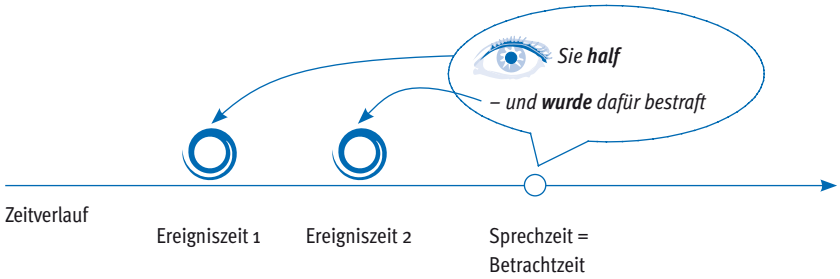 Sie half
– und wurde dafür bestraft
Zeitverlauf
Ereigniszeit 1
Ereigniszeit 2
Sprechzeit =
Betrachtzeit